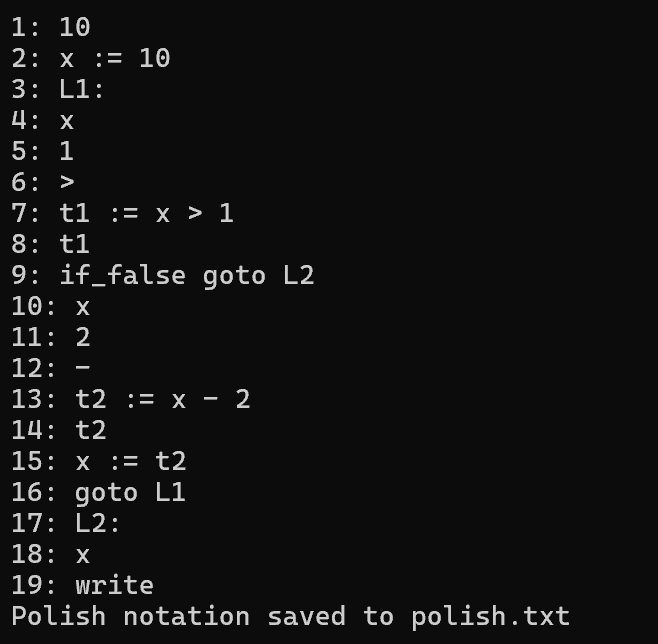 1: 10
2: x := 10
3: L1:
4: x
5: 1
6: >
7: t1 := x > 1
8: t1
9: if_false goto L2
10: x
11: 2
12: -
13: t2 := x - 2
14: t2
15: x := t2
16: goto L1
17: L2:
18: x
19: write
Polish notation saved to polish.txt